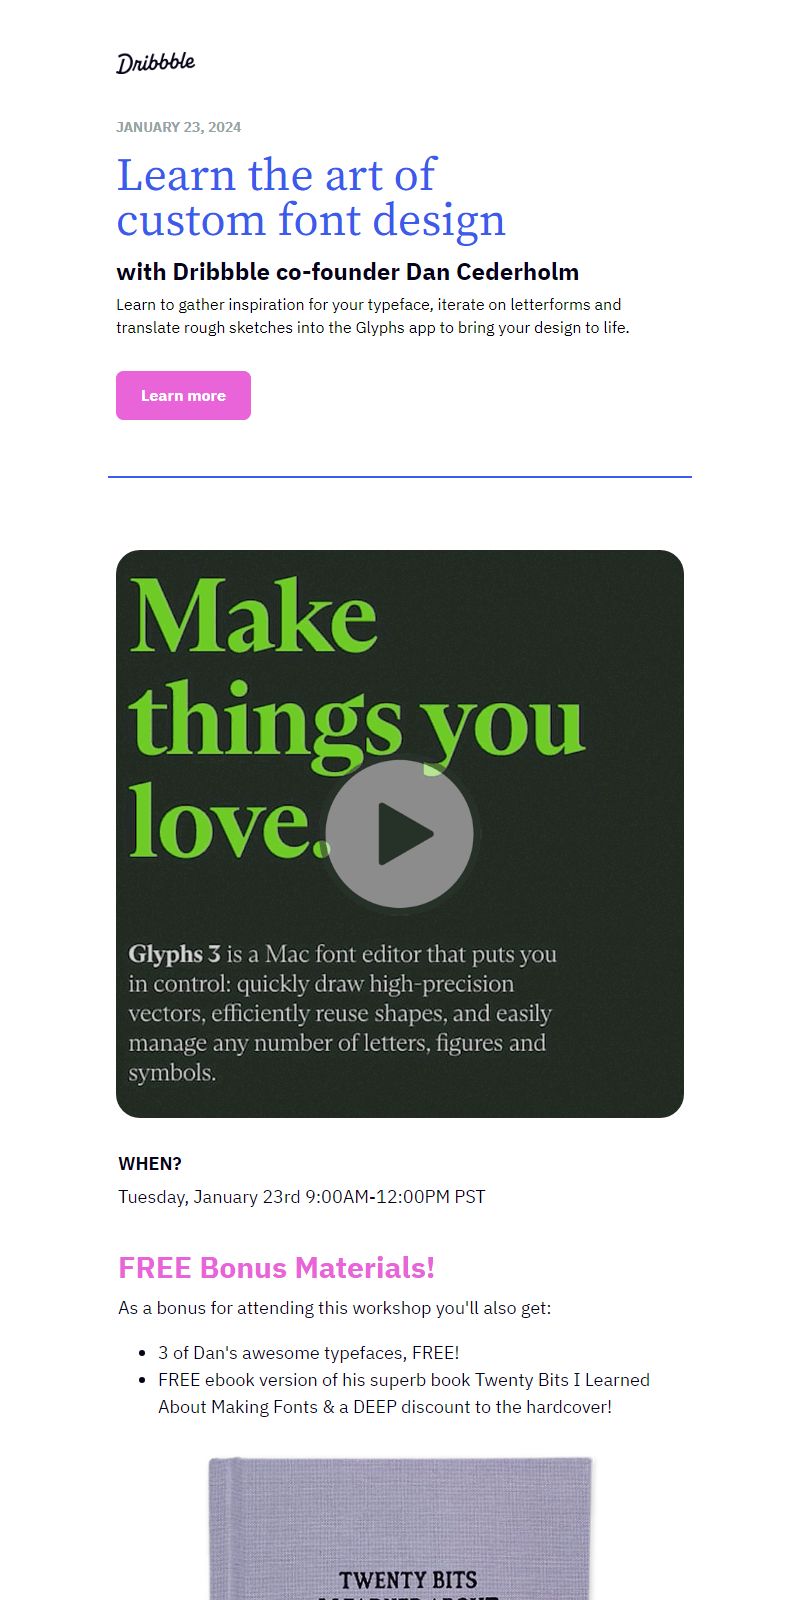 Dribbble
JANUARY 23, 2024
Learn the art of
custom font design
with Dribbble co-founder Dan Cederholm
Learn to gather inspiration for your typeface, iterate on letterforms and
translate rough sketches into the Glyphs app to bring your design to life.
Learn more
Make
things you
love.
Glyphs 3 is a Mac font editor that puts you
in control: quickly draw high-precision
vectors, efficiently reuse shapes, and easily
manage any number of letters, figures and
symbols.
WHEN?
Tuesday, January 23rd 9:00AM-12:00PM PST
FREE Bonus Materials!
As a bonus for attending this workshop you'll also get:
• 3 of Dan's awesome typefaces, FREE!
• FREE ebook version of his superb book Twenty Bits I Learned
About Making Fonts & a DEEP discount to the hardcover!
TWENTY BITS